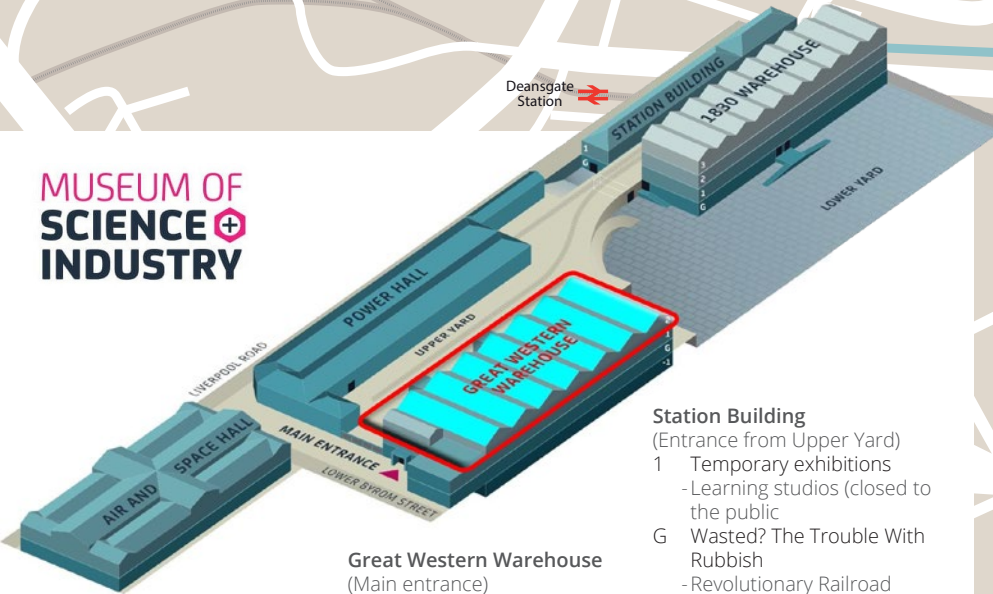 Deansgate
Station
MUSEUM OF
SCIENCE +
INDUSTRY
STATION BUILDING
1
G
1830 WAREHOUSE
3
2
1
G
LOWER YARD
POWER HALL
UPPER YARD
LIVERPOOL ROAD
GREAT WESTERN
WAREHOUSE
1
G
-1
MAIN ENTRANCE
LOWER BYROM STREET
AIR AND
SPACE HALL
Great Western Warehouse
(Main entrance)
Station Building
(Entrance from Upper Yard)
1 Temporary exhibitions
-Learning studios (closed to
the public
G Wasted? The Trouble With
Rubbish
-Revolutionary Railroad